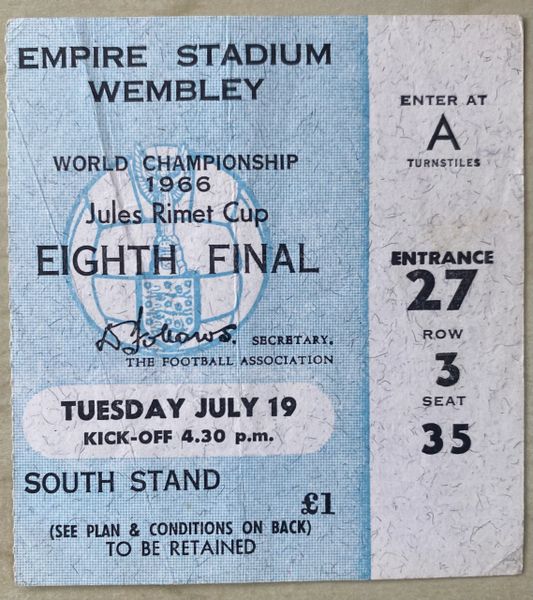 EMPIRE STADIUM
WEMBLEY
WORLD CHAMPIONSHIP
1966
Jules Rimet Cup
EIGHTH FINAL
D Follows. SECRETARY.
THE FOOTBALL ASSOCIATION
TUESDAY JULY 19
KICK-OFF 4.30 p.m.
SOUTH STAND
£1
(SEE PLAN & CONDITIONS ON BACK)
TO BE RETAINED
ENTER AT
A
TURNSTILES
ENTRANCE
27
ROW
3
SEAT
35